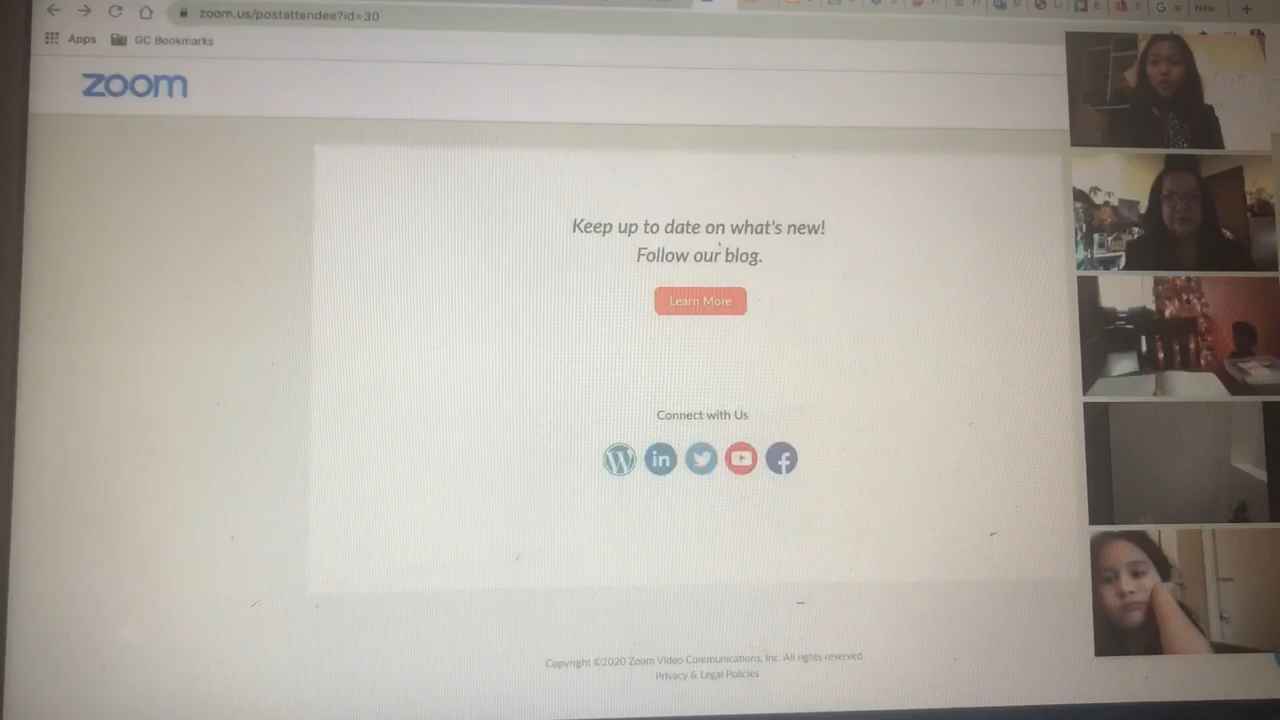 zoom.us/postattendee?id=30
New
Apps
GC Bookmarks
zoom
Keep up to date on what's new!
Follow our blog.
Learn More
Connect with Us
Copyright ©2020 Zoom Video Communications, Inc. All rights reserved.
Privacy & Legal Policies